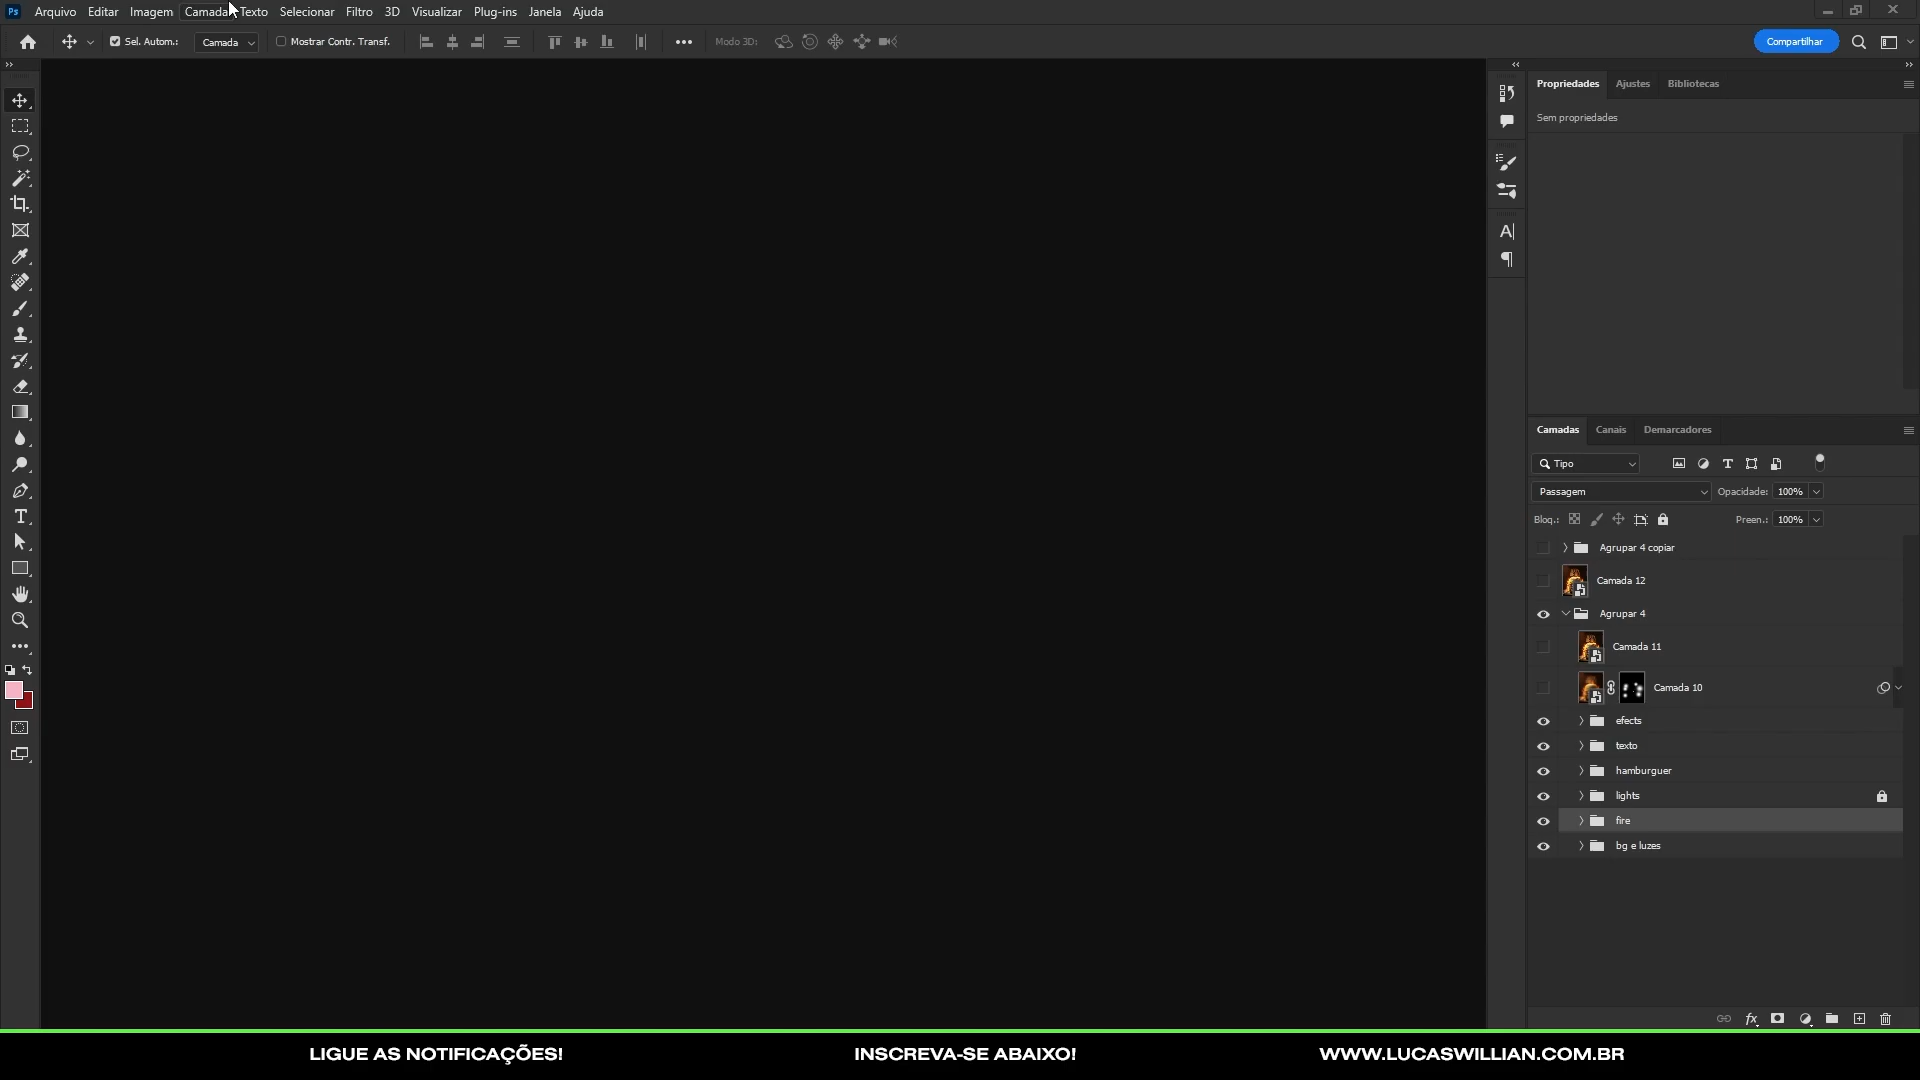 Ps Arquivo Editar Imagem Camada Texto Selecionar Filtro 3D Visualizar Plug-ins Janela Ajuda
Sel. Autom.: Camada Mostrar Contr. Transf. Modo 3D: Compartilhar
Propriedades Ajustes Bibliotecas
Sem propriedades
Camadas Canais Demarcadores
Tipo
Passagem Opacidade: 100%
Bloq.: Preen.: 100%
Agrupar 4 copiar
Camada 12
Agrupar 4
Camada 11
Camada 10
efects
texto
hamburguer
lights
fire
bg e luzes
fx
LIGUE AS NOTIFICAÇÕES! INSCREVA-SE ABAIXO! WWW.LUCASWILLIAN.COM.BR